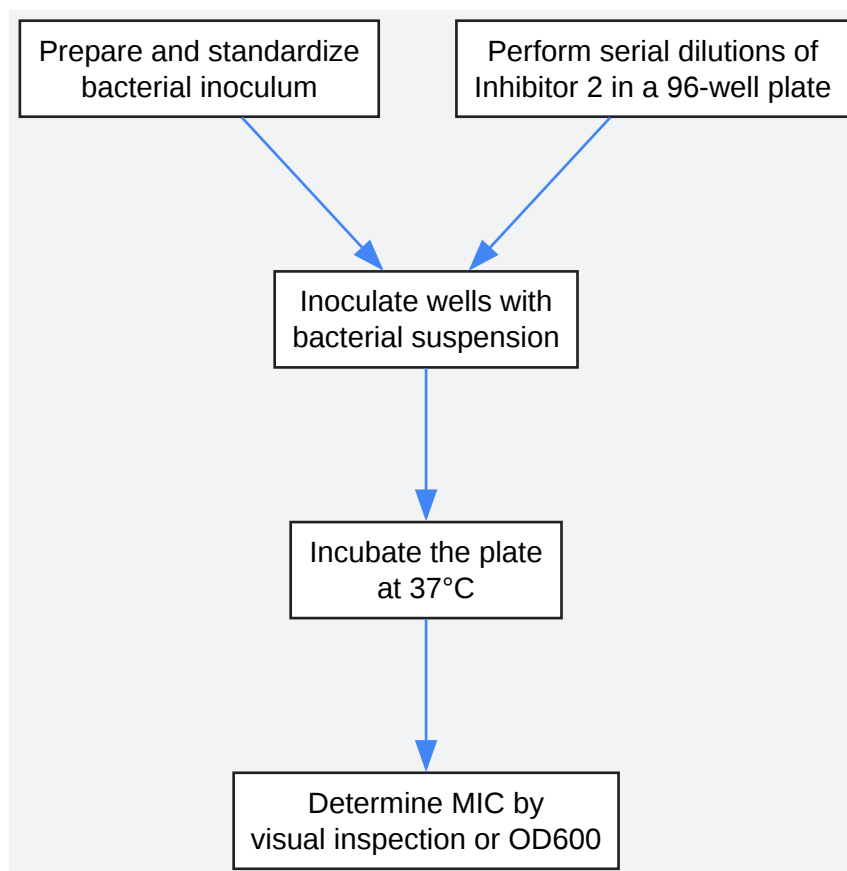 Prepare and standardize
bacterial inoculum
Perform serial dilutions of
Inhibitor 2 in a 96-well plate
Inoculate wells with
bacterial suspension
Incubate the plate
at 37°C
Determine MIC by
visual inspection or OD600